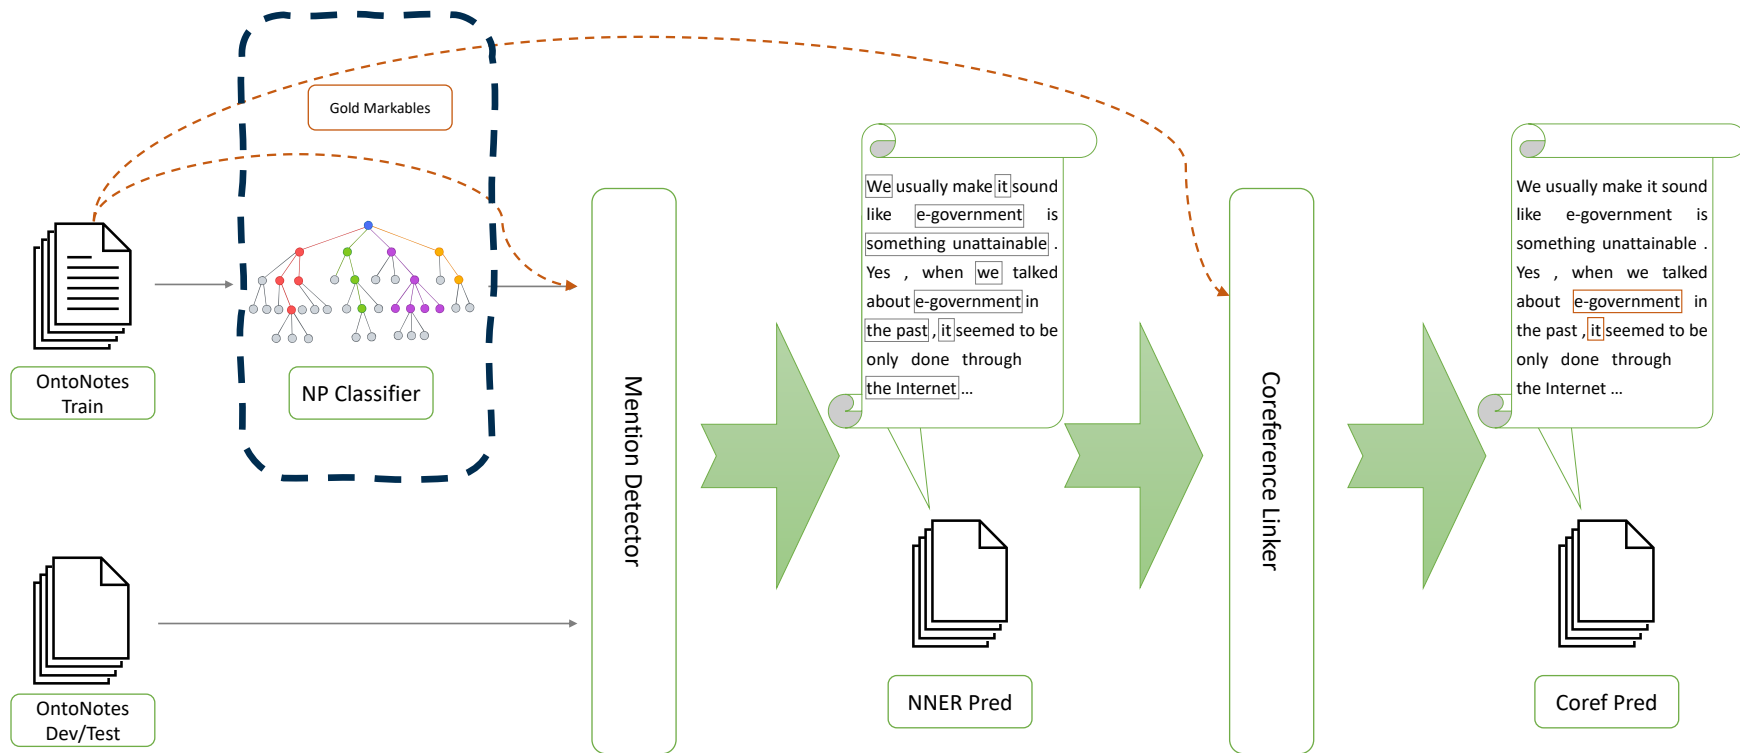 Gold Markables
OntoNotes
Train
NP Classifier
OntoNotes
Dev/Test
Mention Detector
We usually make it sound
like e-government is
something unattainable .
Yes , when we talked
about e-government in
the past , it seemed to be
only done through
the Internet ...
NNER Pred
Coreference Linker
We usually make it sound
like e-government is
something unattainable .
Yes , when we talked
about e-government in
the past , it seemed to be
only done through
the Internet ...
Coref Pred